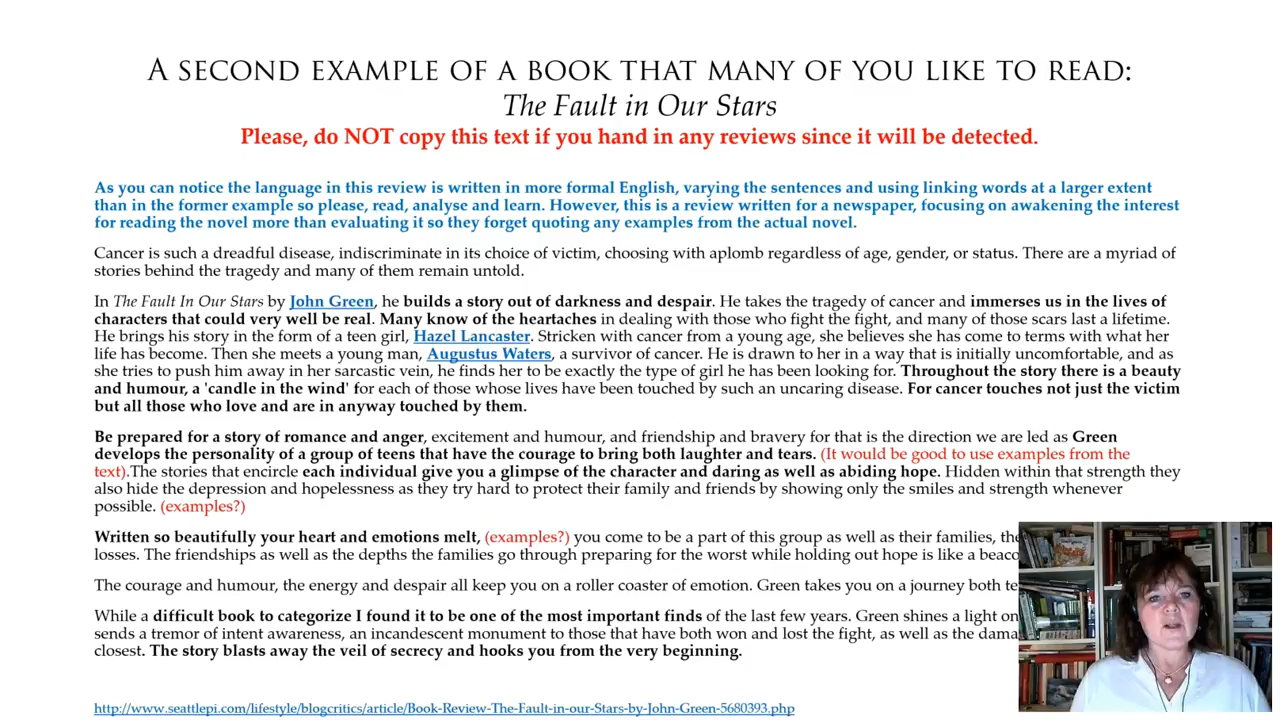 A SECOND EXAMPLE OF A BOOK THAT MANY OF YOU LIKE TO READ:
The Fault in Our Stars
Please, do NOT copy this text if you hand in any reviews since it will be detected.
As you can notice the language in this review is written in more formal English, varying the sentences and using linking words at a larger extent
than in the former example so please, read, analyse and learn. However, this is a review written for a newspaper, focusing on awakening the interest
for reading the novel more than evaluating it so they forget quoting any examples from the actual novel.
Cancer is such a dreadful disease, indiscriminate in its choice of victim, choosing with aplomb regardless of age, gender, or status. There are a myriad of
stories behind the tragedy and many of them remain untold.
In The Fault In Our Stars by John Green, he builds a story out of darkness and despair. He takes the tragedy of cancer and immerses us in the lives of
characters that could very well be real. Many know of the heartaches in dealing with those who fight the fight, and many of those scars last a lifetime.
He brings his story in the form of a teen girl, Hazel Lancaster. Stricken with cancer from a young age, she believes she has come to terms with what her
life has become. Then she meets a young man, Augustus Waters, a survivor of cancer. He is drawn to her in a way that is initially uncomfortable, and as
she tries to push him away in her sarcastic vein, he finds her to be exactly the type of girl he has been looking for. Throughout the story there is a beauty
and humour, a 'candle in the wind' for each of those whose lives have been touched by such an uncaring disease. For cancer touches not just the victim
but all those who love and are in anyway touched by them.
Be prepared for a story of romance and anger, excitement and humour, and friendship and bravery for that is the direction we are led as Green
develops the personality of a group of teens that have the courage to bring both laughter and tears. (It would be good to use examples from the
text).The stories that encircle each individual give you a glimpse of the character and daring as well as abiding hope. Hidden within that strength they
also hide the depression and hopelessness as they try hard to protect their family and friends by showing only the smiles and strength whenever
possible. (examples?)
Written so beautifully your heart and emotions melt, (examples?) you come to be a part of this group as well as their families,
losses. The friendships as well as the depths the families go through preparing for the worst while holding out hope is like a
The courage and humour, the energy and despair all keep you on a roller coaster of emotion. Green takes you on a journey both
While a difficult book to categorize I found it to be one of the most important finds of the last few years. Green shines a light on
sends a tremor of intent awareness, an incandescent monument to those that have both won and lost the fight, as well as the
closest. The story blasts away the veil of secrecy and hooks you from the very beginning.
http://www.seattlepi.com/lifestyle/blogcritics/article/Book-Review-The-Fault-in-our-Stars-by-John-Green-5680393.php